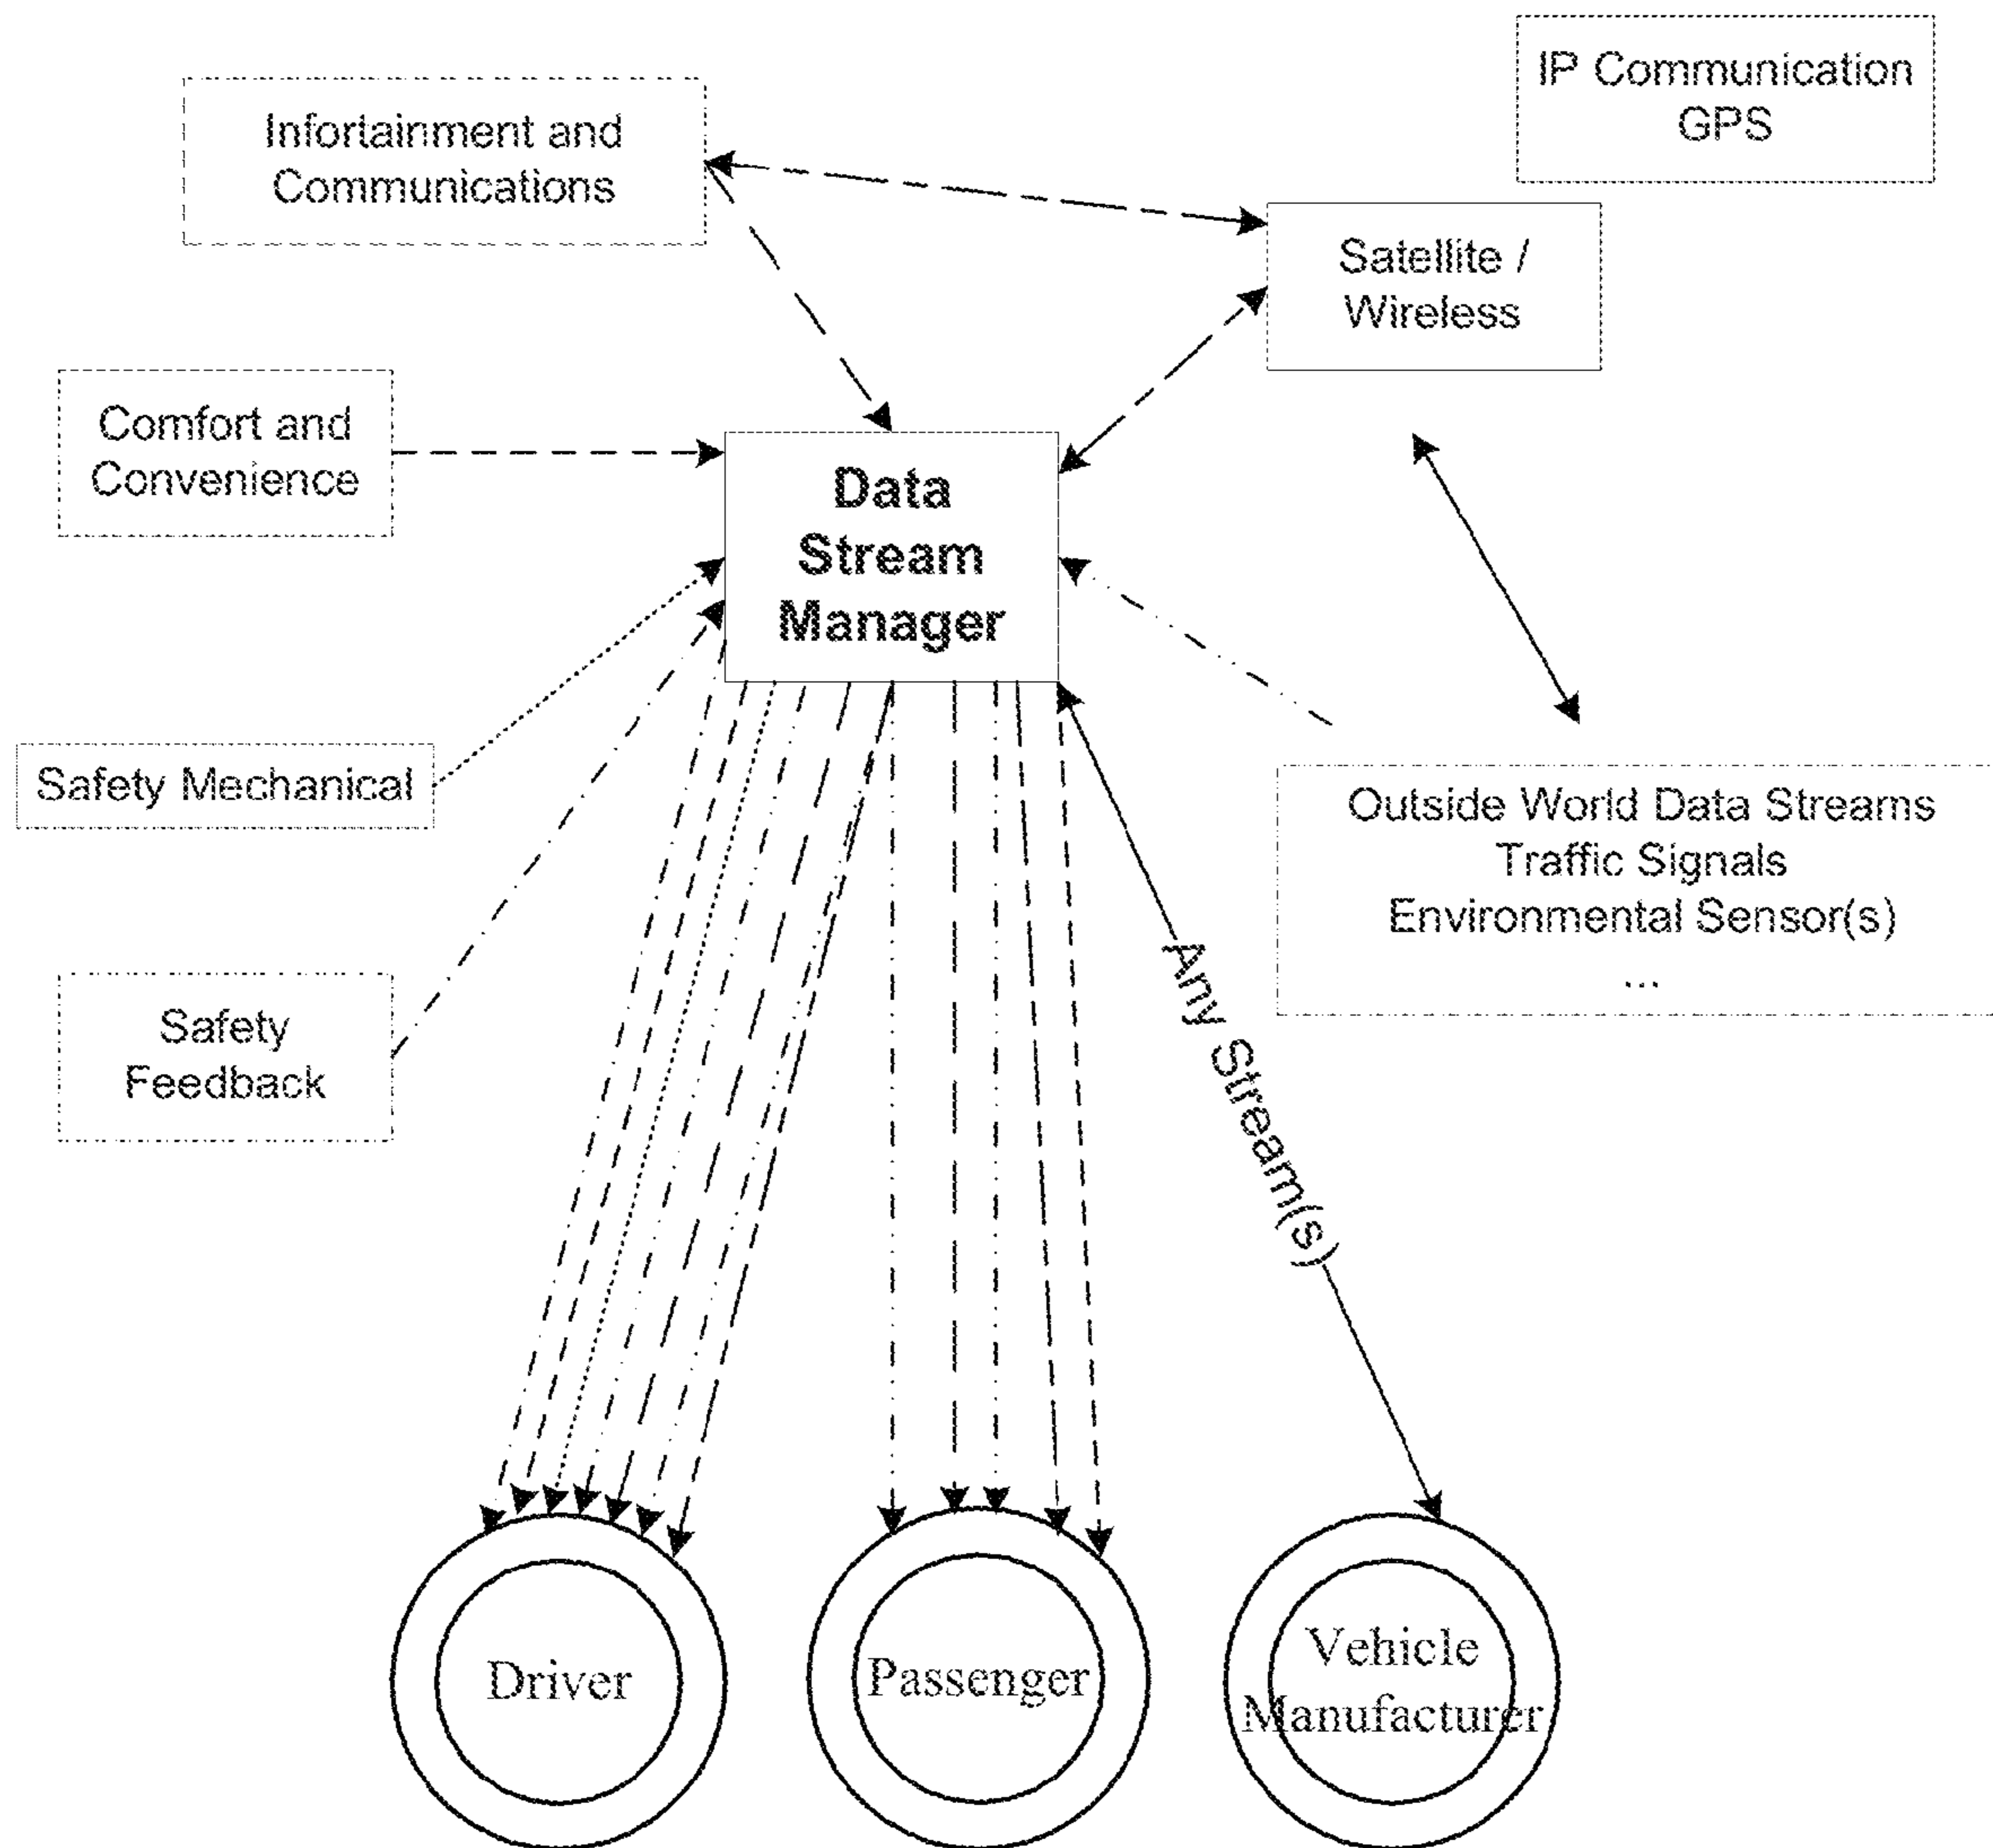 IP Communication
GPS
Infortainment and
Communications
Satellite /
Wireless
Comfort and
Convenience
Data
Stream
Manager
Safety Mechanical
Outside World Data Streams
Traffic Signals
Environmental Sensor(s)
...
Safety
Feedback
Any Stream(s)
Driver
Passenger
Vehicle
Manufacturer